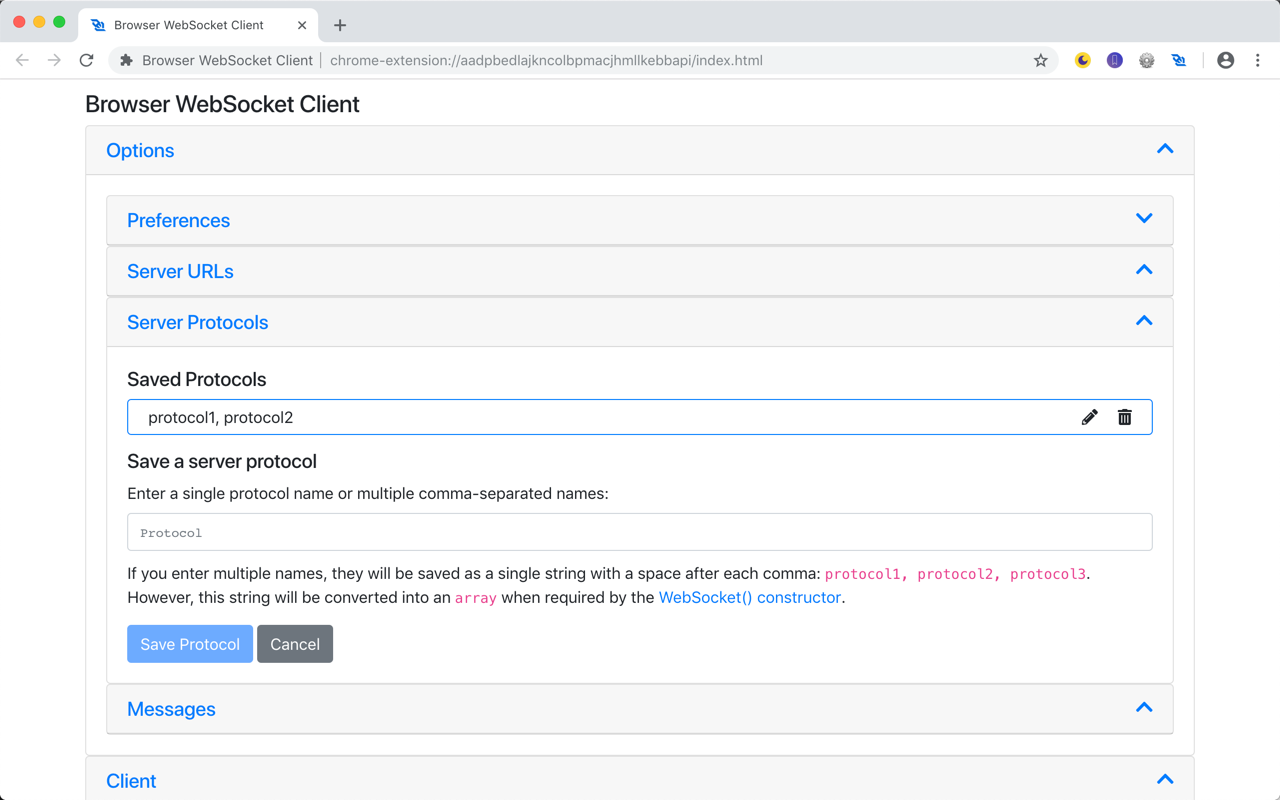 Browser WebSocket Client
Browser WebSocket Client | chrome-extension://aadpbedlajkncolbpmacjhmllkebbapi/index.html
Browser WebSocket Client
Options
Preferences
Server URLs
Server Protocols
Saved Protocols
protocol1, protocol2
Save a server protocol
Enter a single protocol name or multiple comma-separated names:
Protocol
If you enter multiple names, they will be saved as a single string with a space after each comma: protocol1, protocol2, protocol3.
However, this string will be converted into an array when required by the WebSocket() constructor.
Save Protocol Cancel
Messages
Client